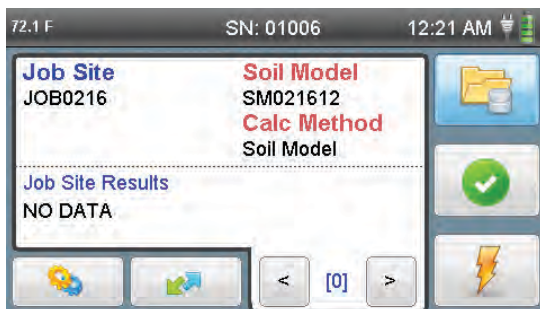 72.1 F SN: 01006 12:21 AM
Job Site
JOB0216
Soil Model
SM021612
Calc Method
Soil Model
Job Site Results
NO DATA
< [0] >